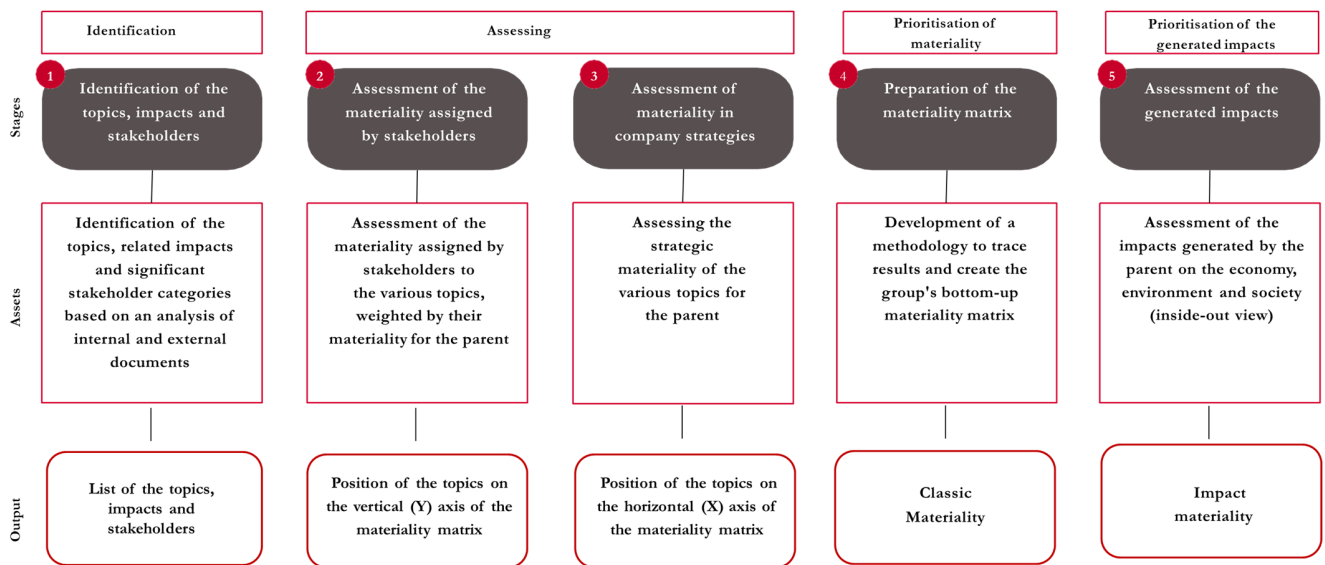 Identification
Assessing
Prioritisation of
materiality
Prioritisation of the
generated impacts
Stages
1
Identification of the
topics, impacts and
stakeholders
2
Assessment of the
materiality assigned
by stakeholders
3
Assessment of
materiality in
company strategies
4
Preparation of the
materiality matrix
5
Assessment of the
generated impacts
Assets
Identification of the
topics, related impacts
and significant
stakeholder categories
based on an analysis of
internal and external
documents
Assessment of the
materiality assigned by
stakeholders to
the various topics,
weighted by their
materiality for the parent
Assessing the
strategic
materiality of the
various topics for
the parent
Development of a
methodology to trace
results and create the
group's bottom-up
materiality matrix
Assessment of the
impacts generated by the
parent on the economy,
environment and society
(inside-out view)
Output
List of the topics,
impacts and
stakeholders
Position of the topics on
the vertical (Y) axis of the
materiality matrix
Position of the topics on
the horizontal (X) axis of
the materiality matrix
Classic
Materiality
Impact
materiality